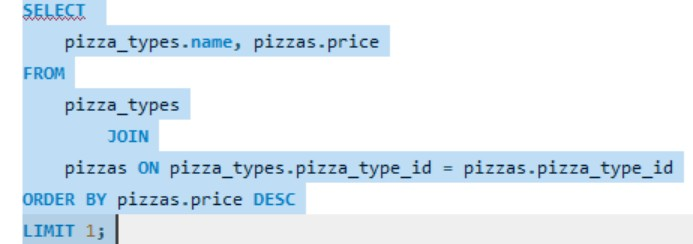 SELECT
pizza_types.name, pizzas.price
FROM
pizza_types
JOIN
pizzas ON pizza_types.pizza_type_id = pizzas.pizza_type_id
ORDER BY pizzas.price DESC
LIMIT 1;